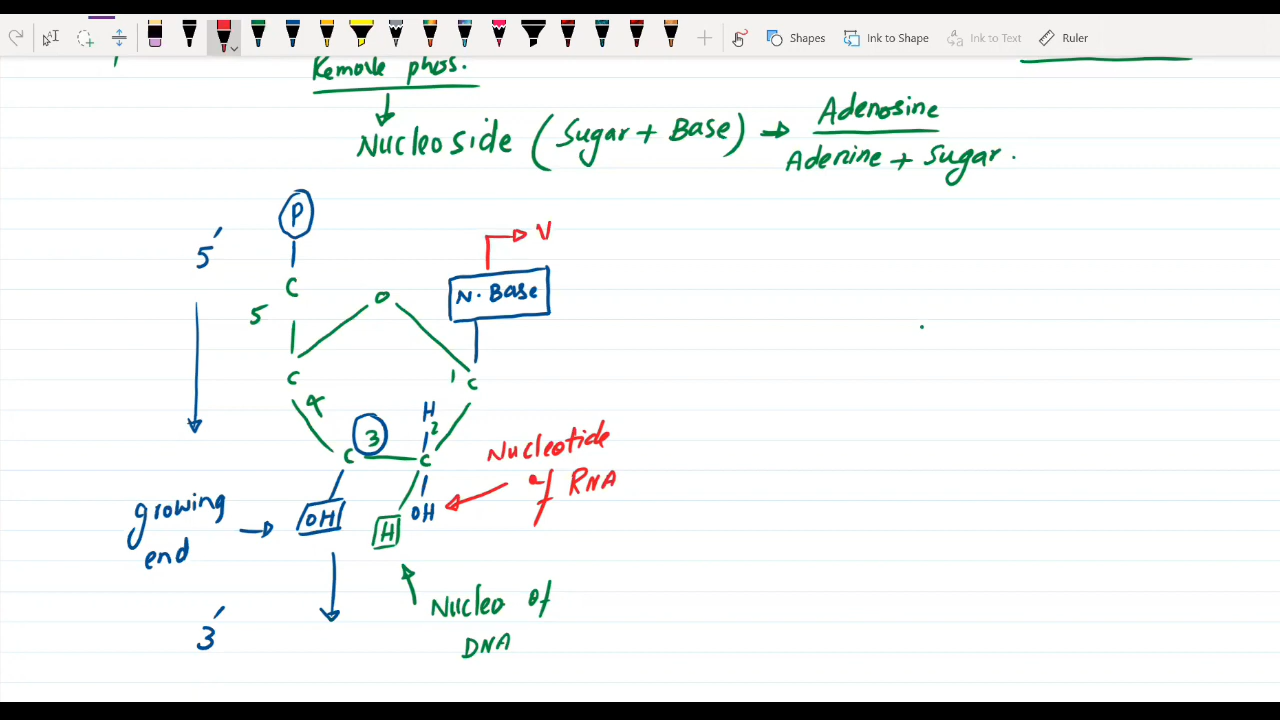 Shapes
Ink to Shape
Ink to Text
Ruler
Remove phos.
Nucleoside (Sugar + Base) → Adenosine
Adenine + Sugar.
P
5′
V
C
O
N. Base
5
C
1 C
4
H
3
2
C
C
Nucleotide
of RNA
growing
end
OH
OH
H
3′
Nucleo of
DNA